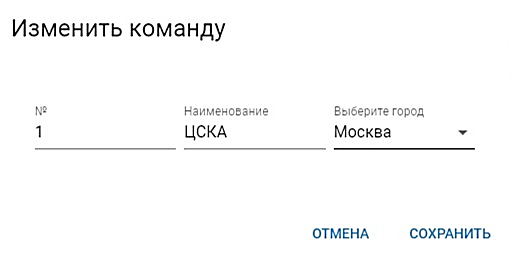 Изменить команду
№ Наименование Выберите город
1 ЦСКА Москва
ОТМЕНА СОХРАНИТЬ